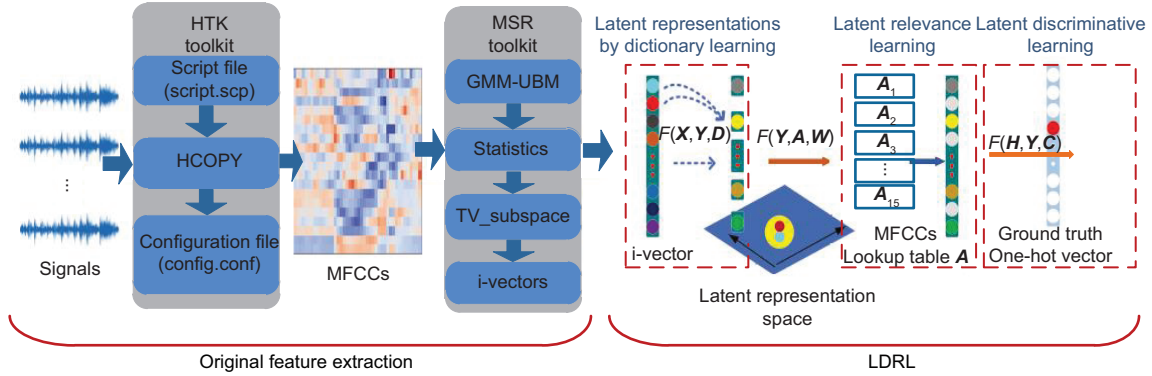 HTK
toolkit
Script file
(script.scp)
HCOPY
Configuration file
(config.conf)
Signals
MFCCs
MSR
toolkit
GMM-UBM
Statistics
TV_subspace
i-vectors
Original feature extraction
Latent representations
by dictionary learning
F(X,Y,D)
i-vector
F(Y,A,W)
Latent representation
space
Latent relevance
learning
A1
A2
A3
...
A15
MFCCs
Lookup table A
Latent discriminative
learning
F(H,Y,C)
Ground truth
One-hot vector
LDRL